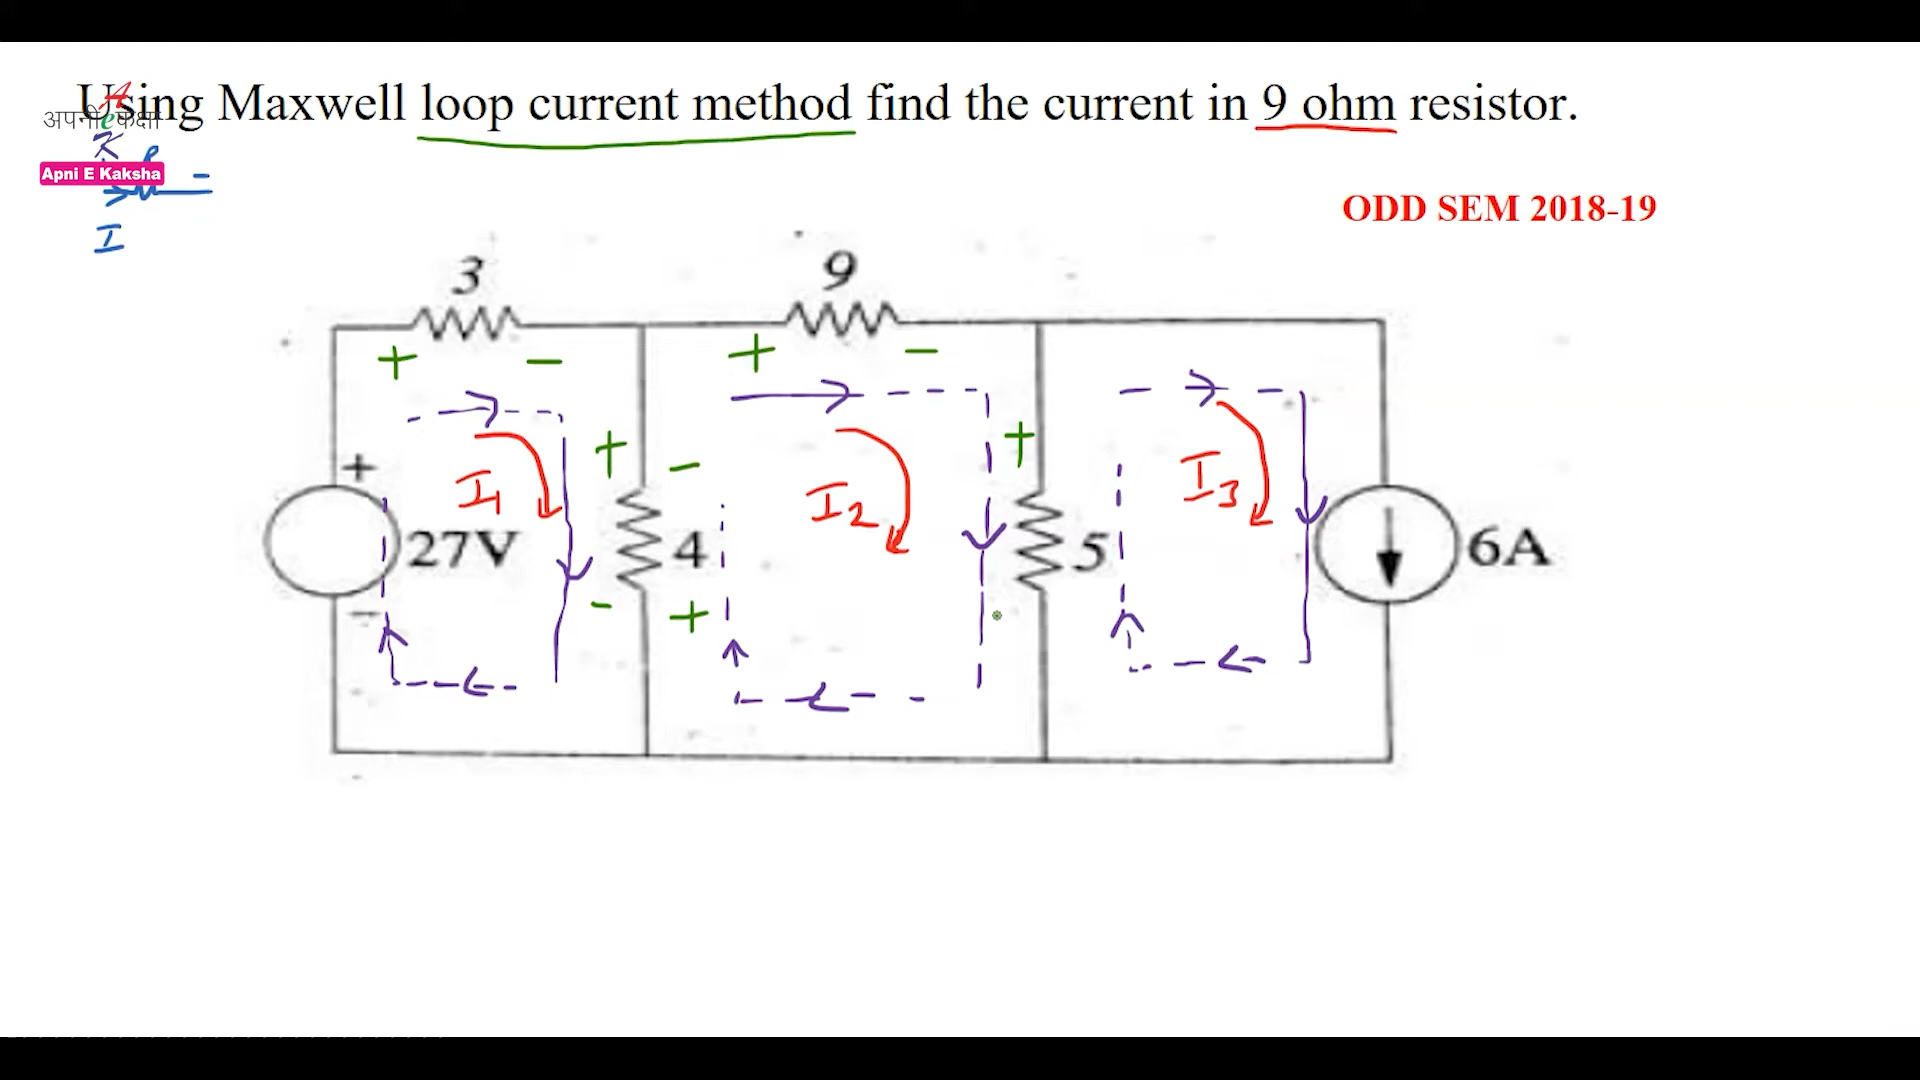 Using Maxwell loop current method find the current in 9 ohm resistor.
अपनी e कक्षा
A
K
Apni E Kaksha
R
-
I
ODD SEM 2018-19
3
9
+ -
+ -
+
+
-
+
I1
I2
I3
27V
4
5
6A
-
-
+